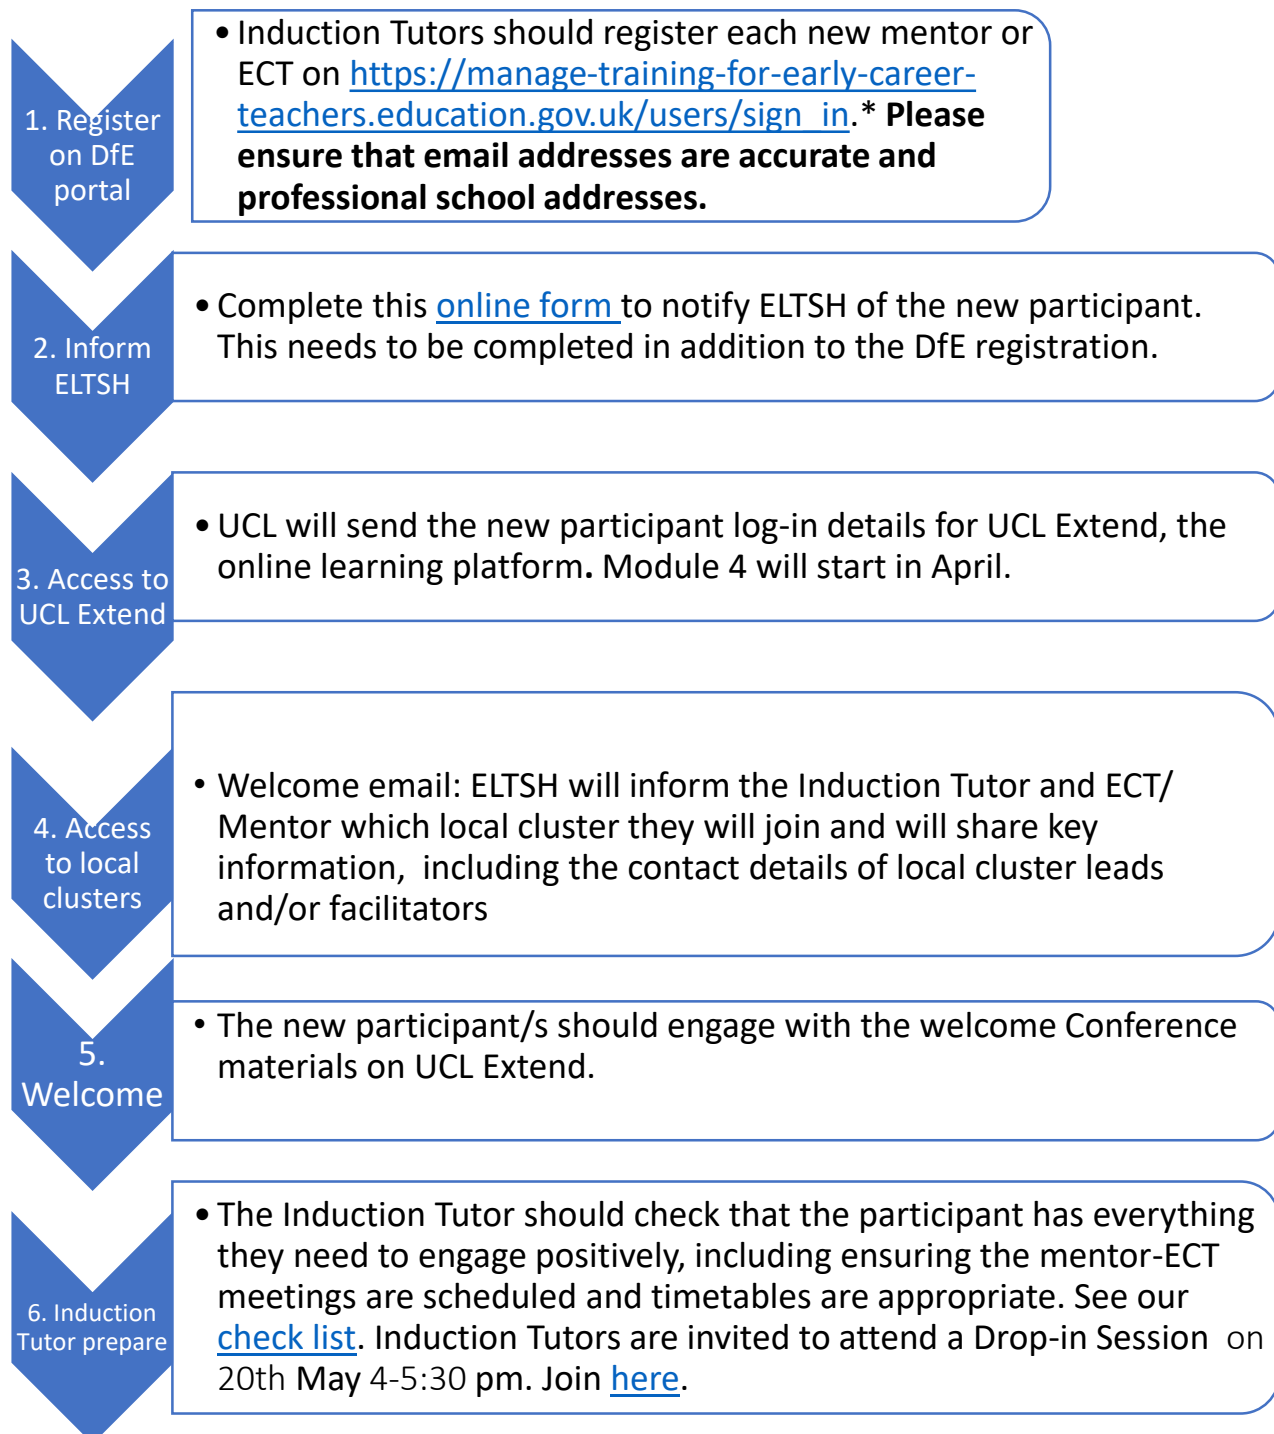 1. Register
on DfE
portal
• Induction Tutors should register each new mentor or
ECT on https://manage-training-for-early-career-
teachers.education.gov.uk/users/sign_in.* Please
ensure that email addresses are accurate and
professional school addresses.
2. Inform
ELTSH
• Complete this online form to notify ELTSH of the new participant.
This needs to be completed in addition to the DfE registration.
3. Access to
UCL Extend
• UCL will send the new participant log-in details for UCL Extend, the
online learning platform. Module 4 will start in April.
4. Access
to local
clusters
• Welcome email: ELTSH will inform the Induction Tutor and ECT/
Mentor which local cluster they will join and will share key
information,  including the contact details of local cluster leads
and/or facilitators
5.
Welcome
• The new participant/s should engage with the welcome Conference
materials on UCL Extend.
6. Induction
Tutor prepare
• The Induction Tutor should check that the participant has everything
they need to engage positively, including ensuring the mentor-ECT
meetings are scheduled and timetables are appropriate. See our
check list. Induction Tutors are invited to attend a Drop-in Session  on
20th May 4-5:30 pm. Join here.